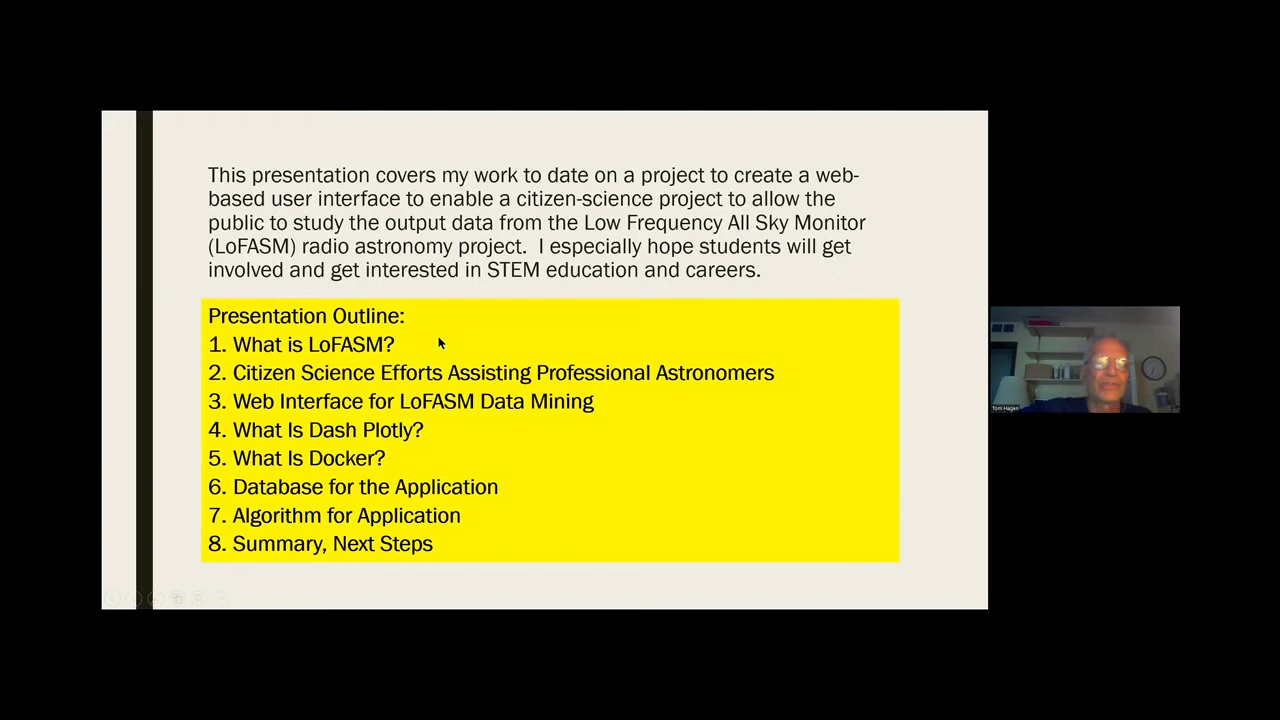 This presentation covers my work to date on a project to create a web-
based user interface to enable a citizen-science project to allow the
public to study the output data from the Low Frequency All Sky Monitor
(LoFASM) radio astronomy project.  I especially hope students will get
involved and get interested in STEM education and careers.
Presentation Outline:
1. What is LoFASM?
2. Citizen Science Efforts Assisting Professional Astronomers
3. Web Interface for LoFASM Data Mining
4. What Is Dash Plotly?
5. What Is Docker?
6. Database for the Application
7. Algorithm for Application
8. Summary, Next Steps
Tom Hagen